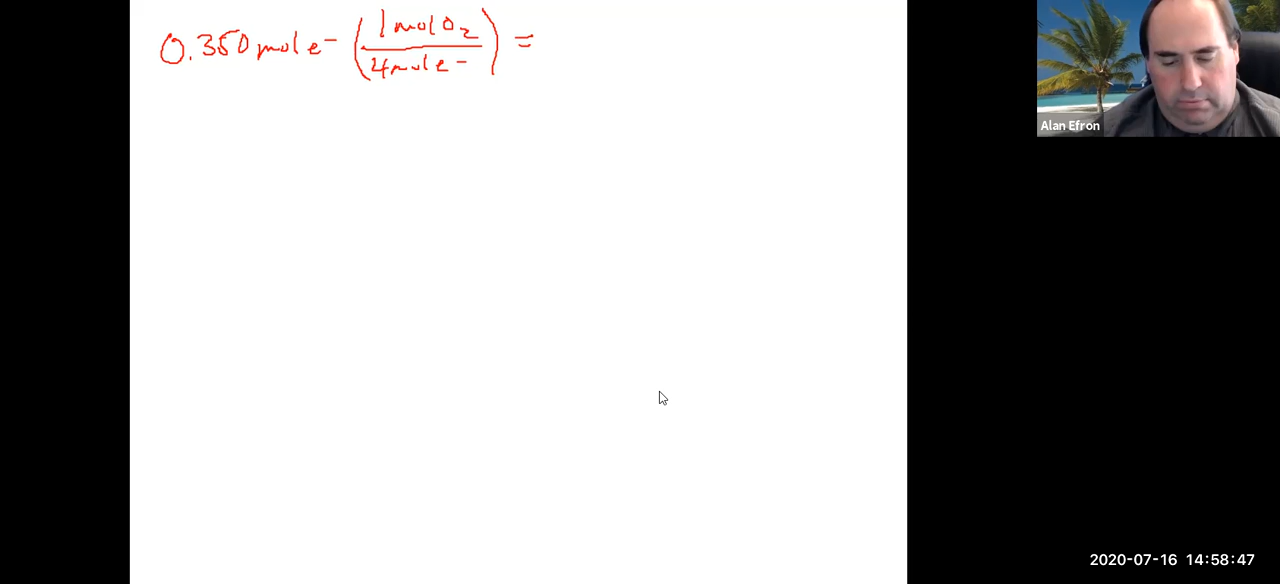 0.350 mol e⁻ (1 mol O₂ / 4 mol e⁻) =
Alan Efron
2020-07-16 14:58:47